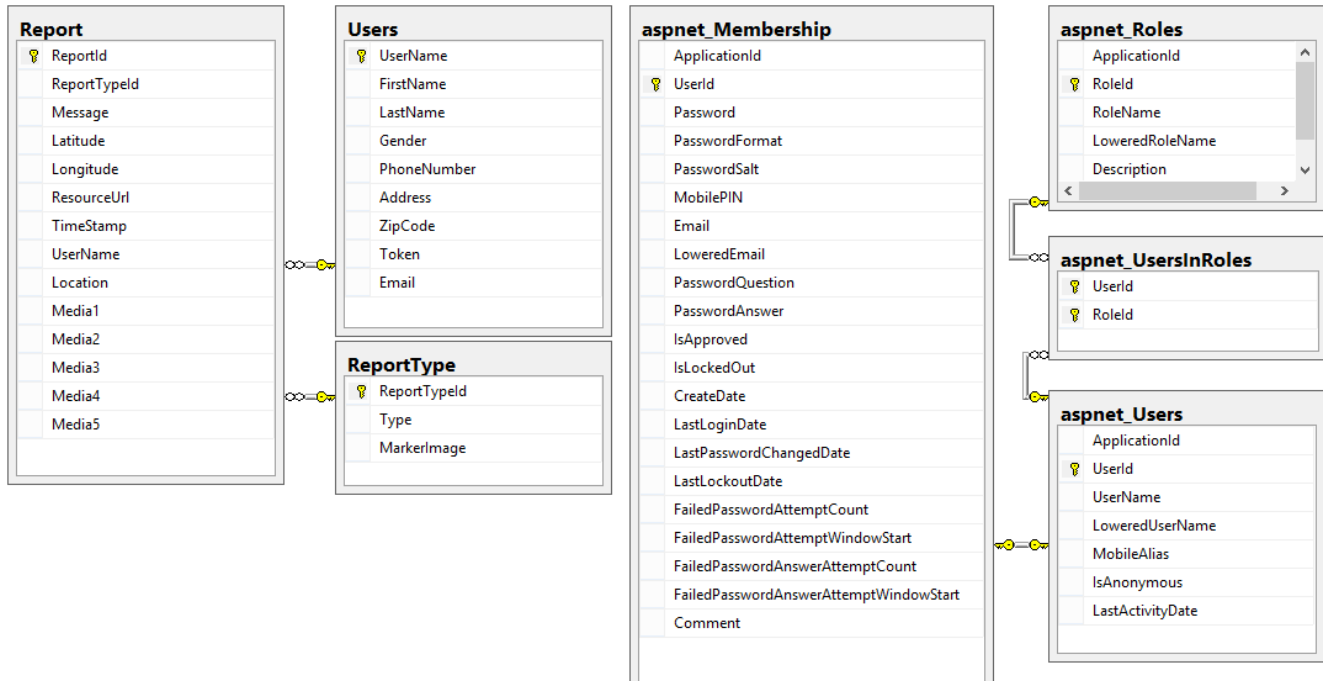 Report
ReportId
ReportTypeId
Message
Latitude
Longitude
ResourceUrl
TimeStamp
UserName
Location
Media1
Media2
Media3
Media4
Media5
Users
UserName
FirstName
LastName
Gender
PhoneNumber
Address
ZipCode
Token
Email
ReportType
ReportTypeId
Type
MarkerImage
aspnet_Membership
ApplicationId
UserId
Password
PasswordFormat
PasswordSalt
MobilePIN
Email
LoweredEmail
PasswordQuestion
PasswordAnswer
IsApproved
IsLockedOut
CreateDate
LastLoginDate
LastPasswordChangedDate
LastLockoutDate
FailedPasswordAttemptCount
FailedPasswordAttemptWindowStart
FailedPasswordAnswerAttemptCount
FailedPasswordAnswerAttemptWindowStart
Comment
aspnet_Roles
ApplicationId
RoleId
RoleName
LoweredRoleName
Description
aspnet_UsersInRoles
UserId
RoleId
aspnet_Users
ApplicationId
UserId
UserName
LoweredUserName
MobileAlias
IsAnonymous
LastActivityDate